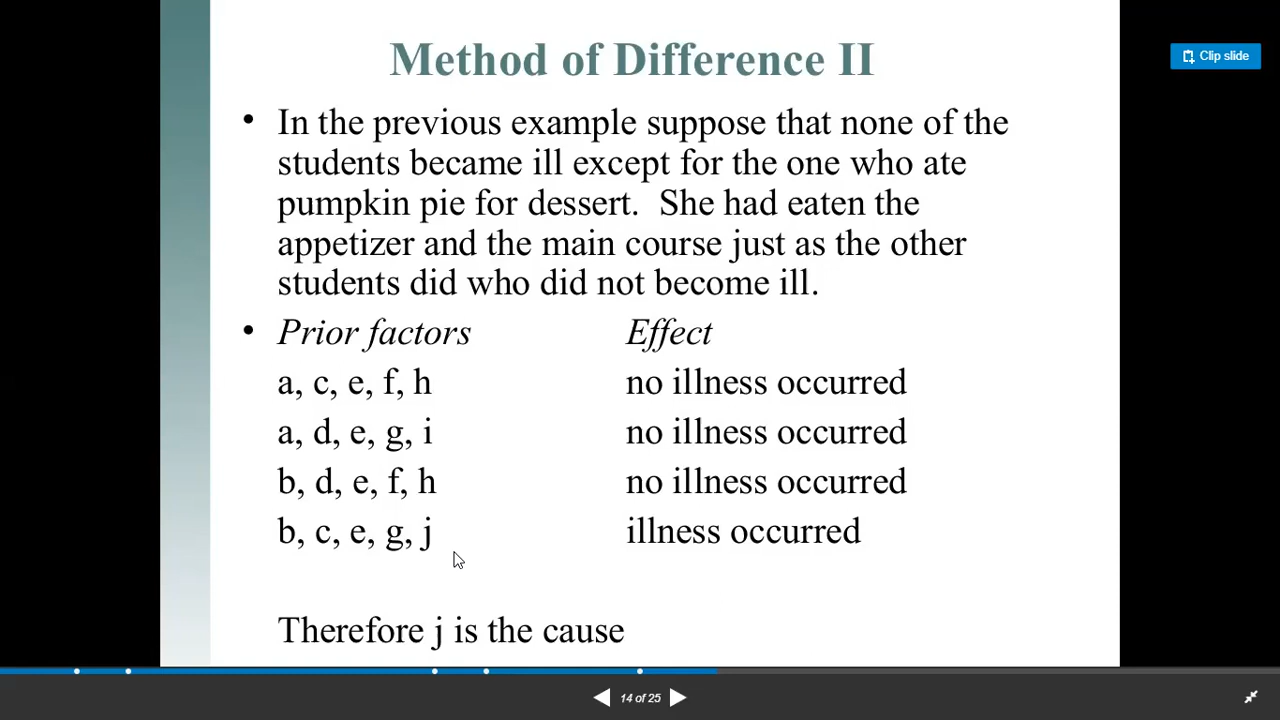 Method of Difference II
Clip slide
• In the previous example suppose that none of the
students became ill except for the one who ate
pumpkin pie for dessert.  She had eaten the
appetizer and the main course just as the other
students did who did not become ill.
• Prior factors Effect
a, c, e, f, h no illness occurred
a, d, e, g, i no illness occurred
b, d, e, f, h no illness occurred
b, c, e, g, j illness occurred
Therefore j is the cause
14 of 25